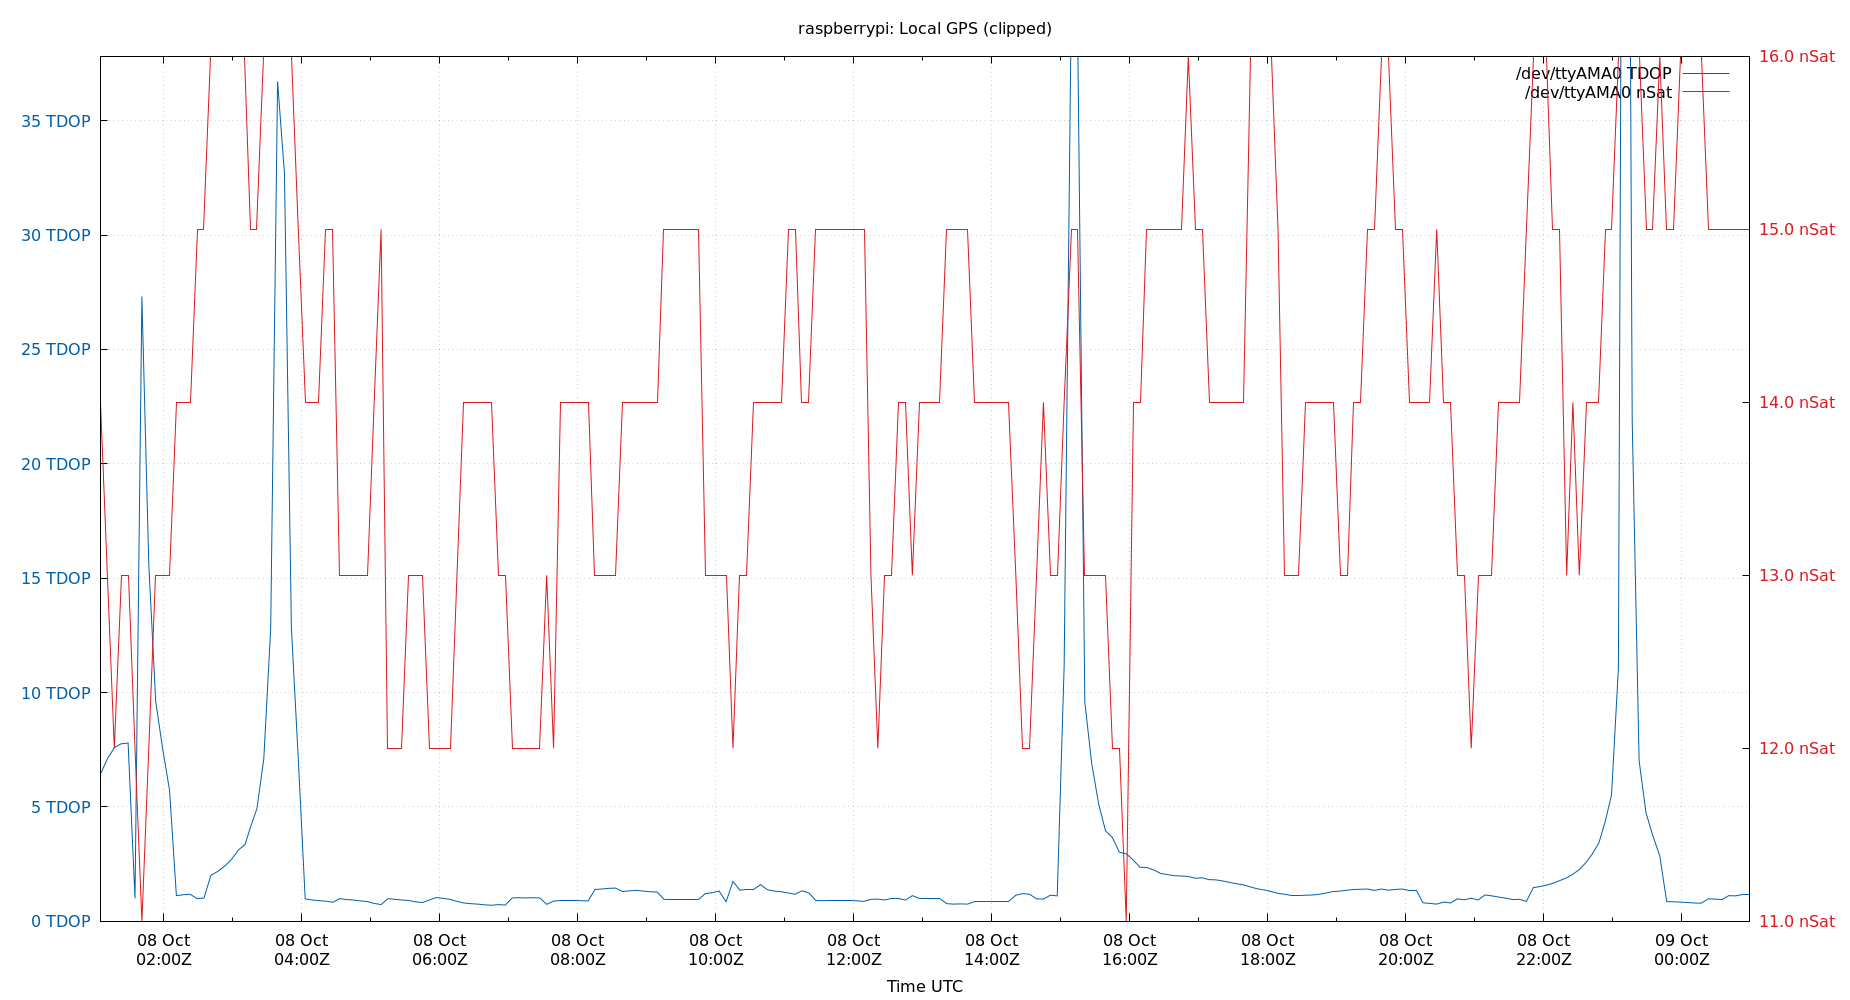 raspberrypi: Local GPS (clipped)
/dev/ttyAMA0 TDOP
/dev/ttyAMA0 nSat
35 TDOP
30 TDOP
25 TDOP
20 TDOP
15 TDOP
10 TDOP
5 TDOP
0 TDOP
16.0 nSat
15.0 nSat
14.0 nSat
13.0 nSat
12.0 nSat
11.0 nSat
08 Oct
02:00Z
08 Oct
04:00Z
08 Oct
06:00Z
08 Oct
08:00Z
08 Oct
10:00Z
08 Oct
12:00Z
08 Oct
14:00Z
08 Oct
16:00Z
08 Oct
18:00Z
08 Oct
20:00Z
08 Oct
22:00Z
09 Oct
00:00Z
Time UTC